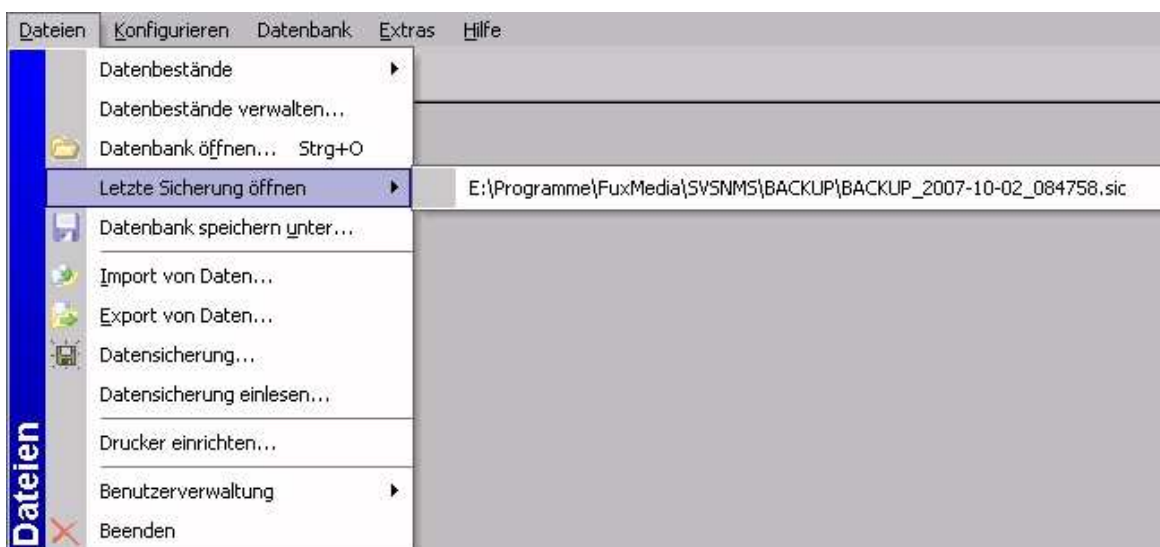 Dateien Konfigurieren Datenbank Extras Hilfe
Datenbestände
Datenbestände verwalten...
Datenbank öffnen... Strg+O
Letzte Sicherung öffnen
E:\Programme\FuxMedia\SVSNMS\BACKUP\BACKUP_2007-10-02_084758.sic
Datenbank speichern unter...
Import von Daten...
Export von Daten...
Datensicherung...
Datensicherung einlesen...
Drucker einrichten...
Benutzerverwaltung
Beenden
Dateien